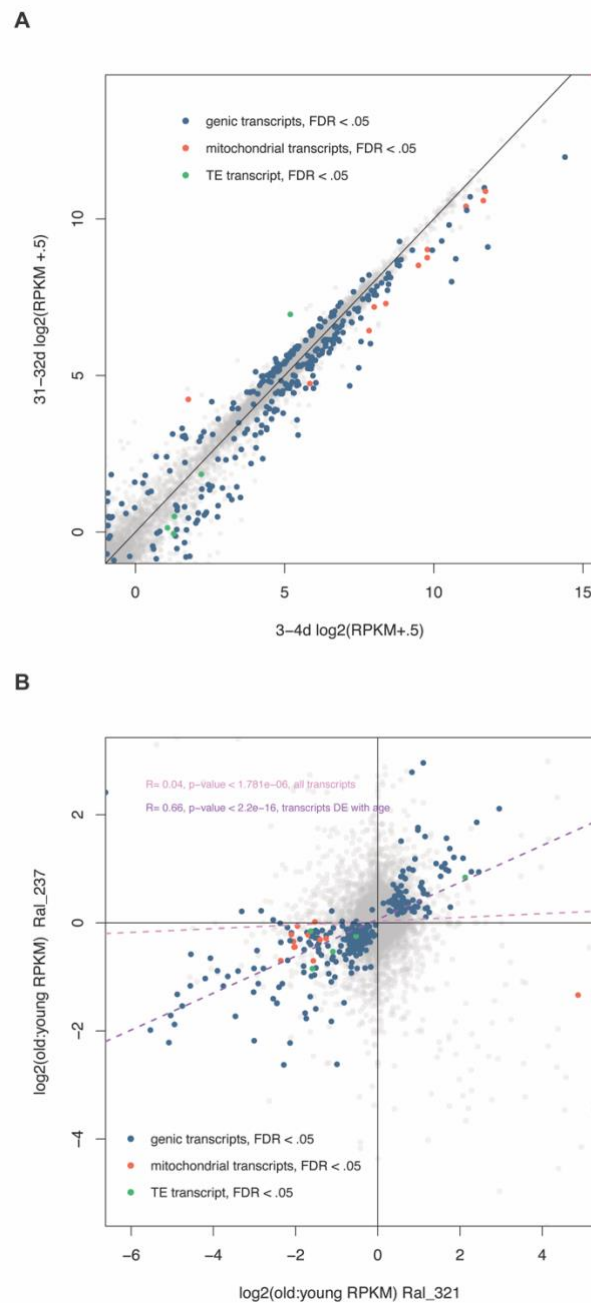 A
genic transcripts, FDR < .05
mitochondrial transcripts, FDR < .05
TE transcript, FDR < .05
31−32d log2(RPKM +.5)
10
5
0
0
5
10
15
3−4d log2(RPKM+.5)
B
R= 0.04, p−value < 1.781e−06, all transcripts
R= 0.66, p−value < 2.2e−16, transcripts DE with age
log2(old:young RPKM) Ral_237
2
0
−2
−4
genic transcripts, FDR < .05
mitochondrial transcripts, FDR < .05
TE transcript, FDR < .05
−6
−4
−2
0
2
4
log2(old:young RPKM) Ral_321